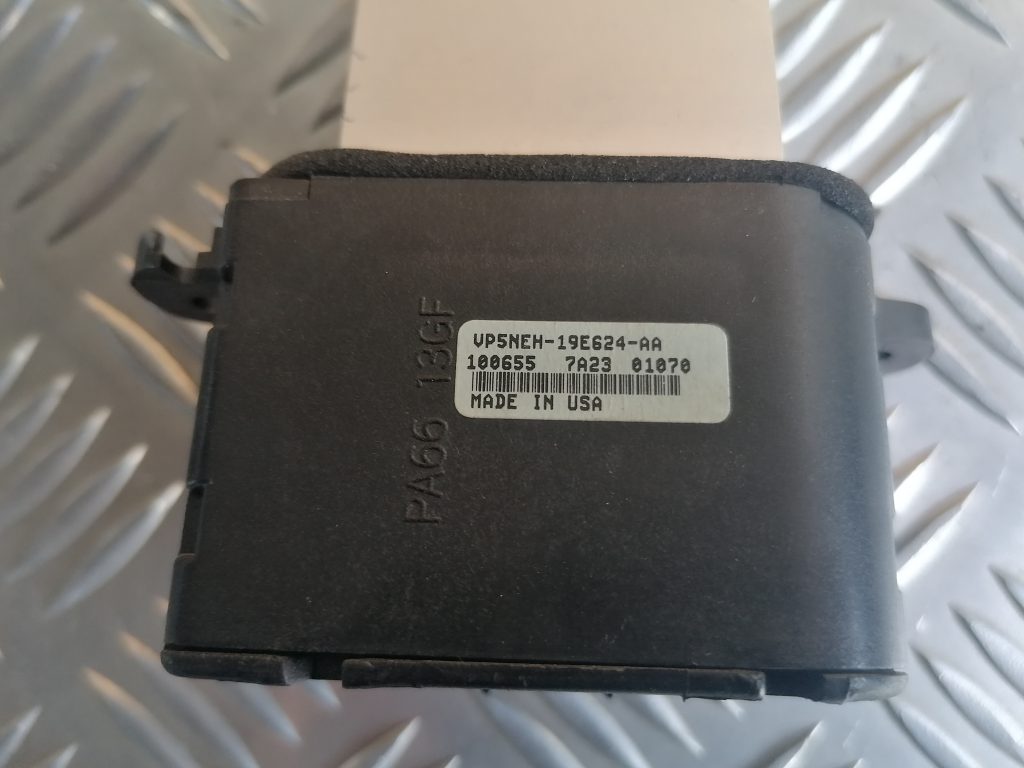 VP5NEH-19E624-AA
100655 7A23 01070
MADE IN USA
PA66 13GF